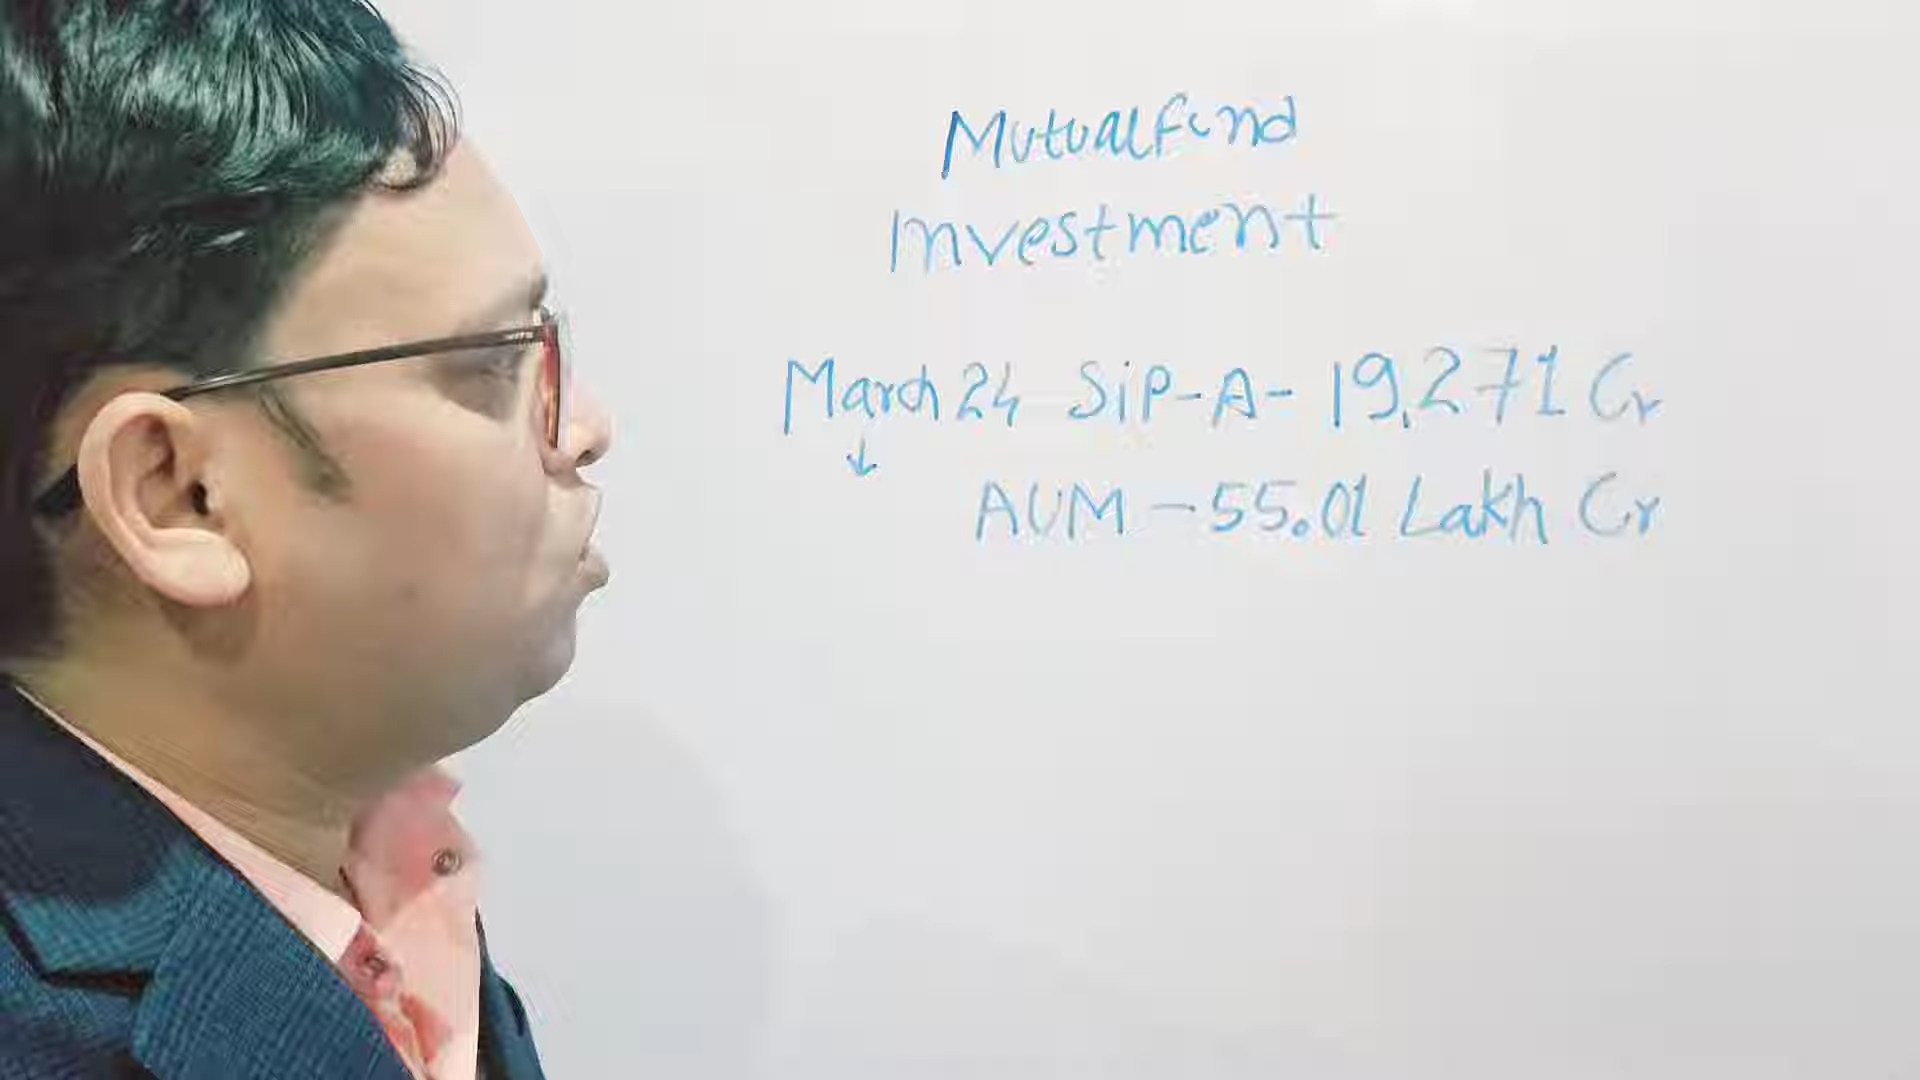 Mutualfund
Investment
March 24 SiP-A- 19,271 Cr
↓
AUM - 55.01 Lakh Cr